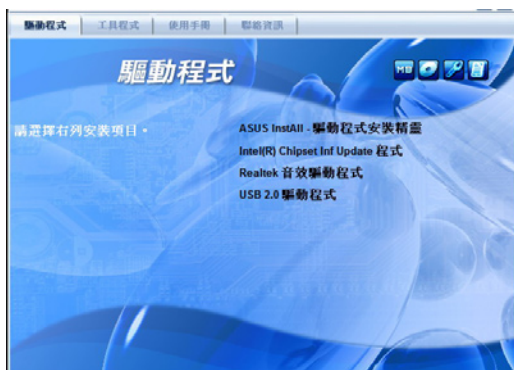 驅動程式 工具程式 使用手冊 聯絡資訊
驅動程式
MB
請選擇右列安裝項目。
ASUS InstAll - 驅動程式安裝精靈
Intel(R) Chipset Inf Update 程式
Realtek 音效驅動程式
USB 2.0 驅動程式